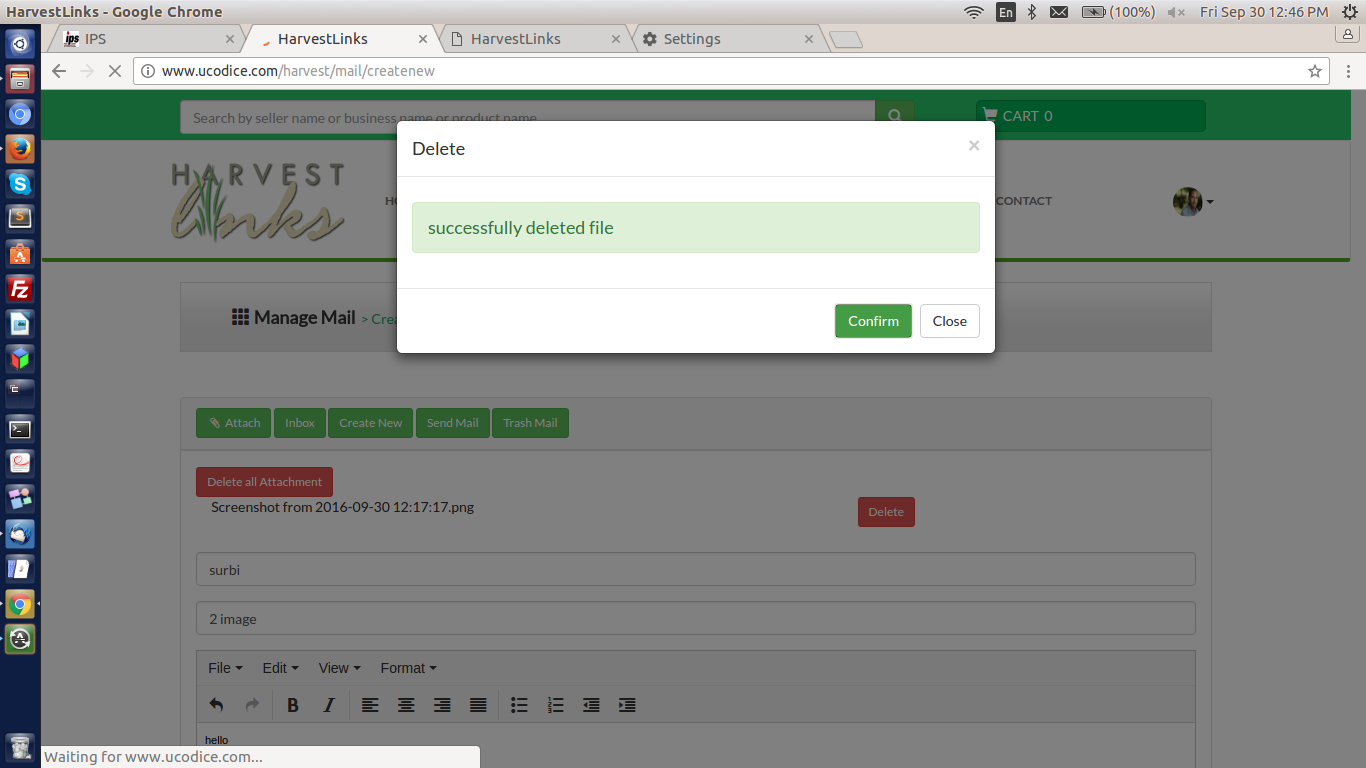 HarvestLinks - Google Chrome
En
(100%)
Fri Sep 30 12:46 PM
ips IPS
HarvestLinks
HarvestLinks
Settings
www.ucodice.com/harvest/mail/createnew
Search by seller name or business name or product name
CART 0
HARVEST
links
CONTACT
Delete
×
successfully deleted file
Confirm
Close
Manage Mail > Crea
Attach
Inbox
Create New
Send Mail
Trash Mail
Delete all Attachment
Screenshot from 2016-09-30 12:17:17.png
Delete
surbi
2 image
File
Edit
View
Format
B
I
hello
Waiting for www.ucodice.com...